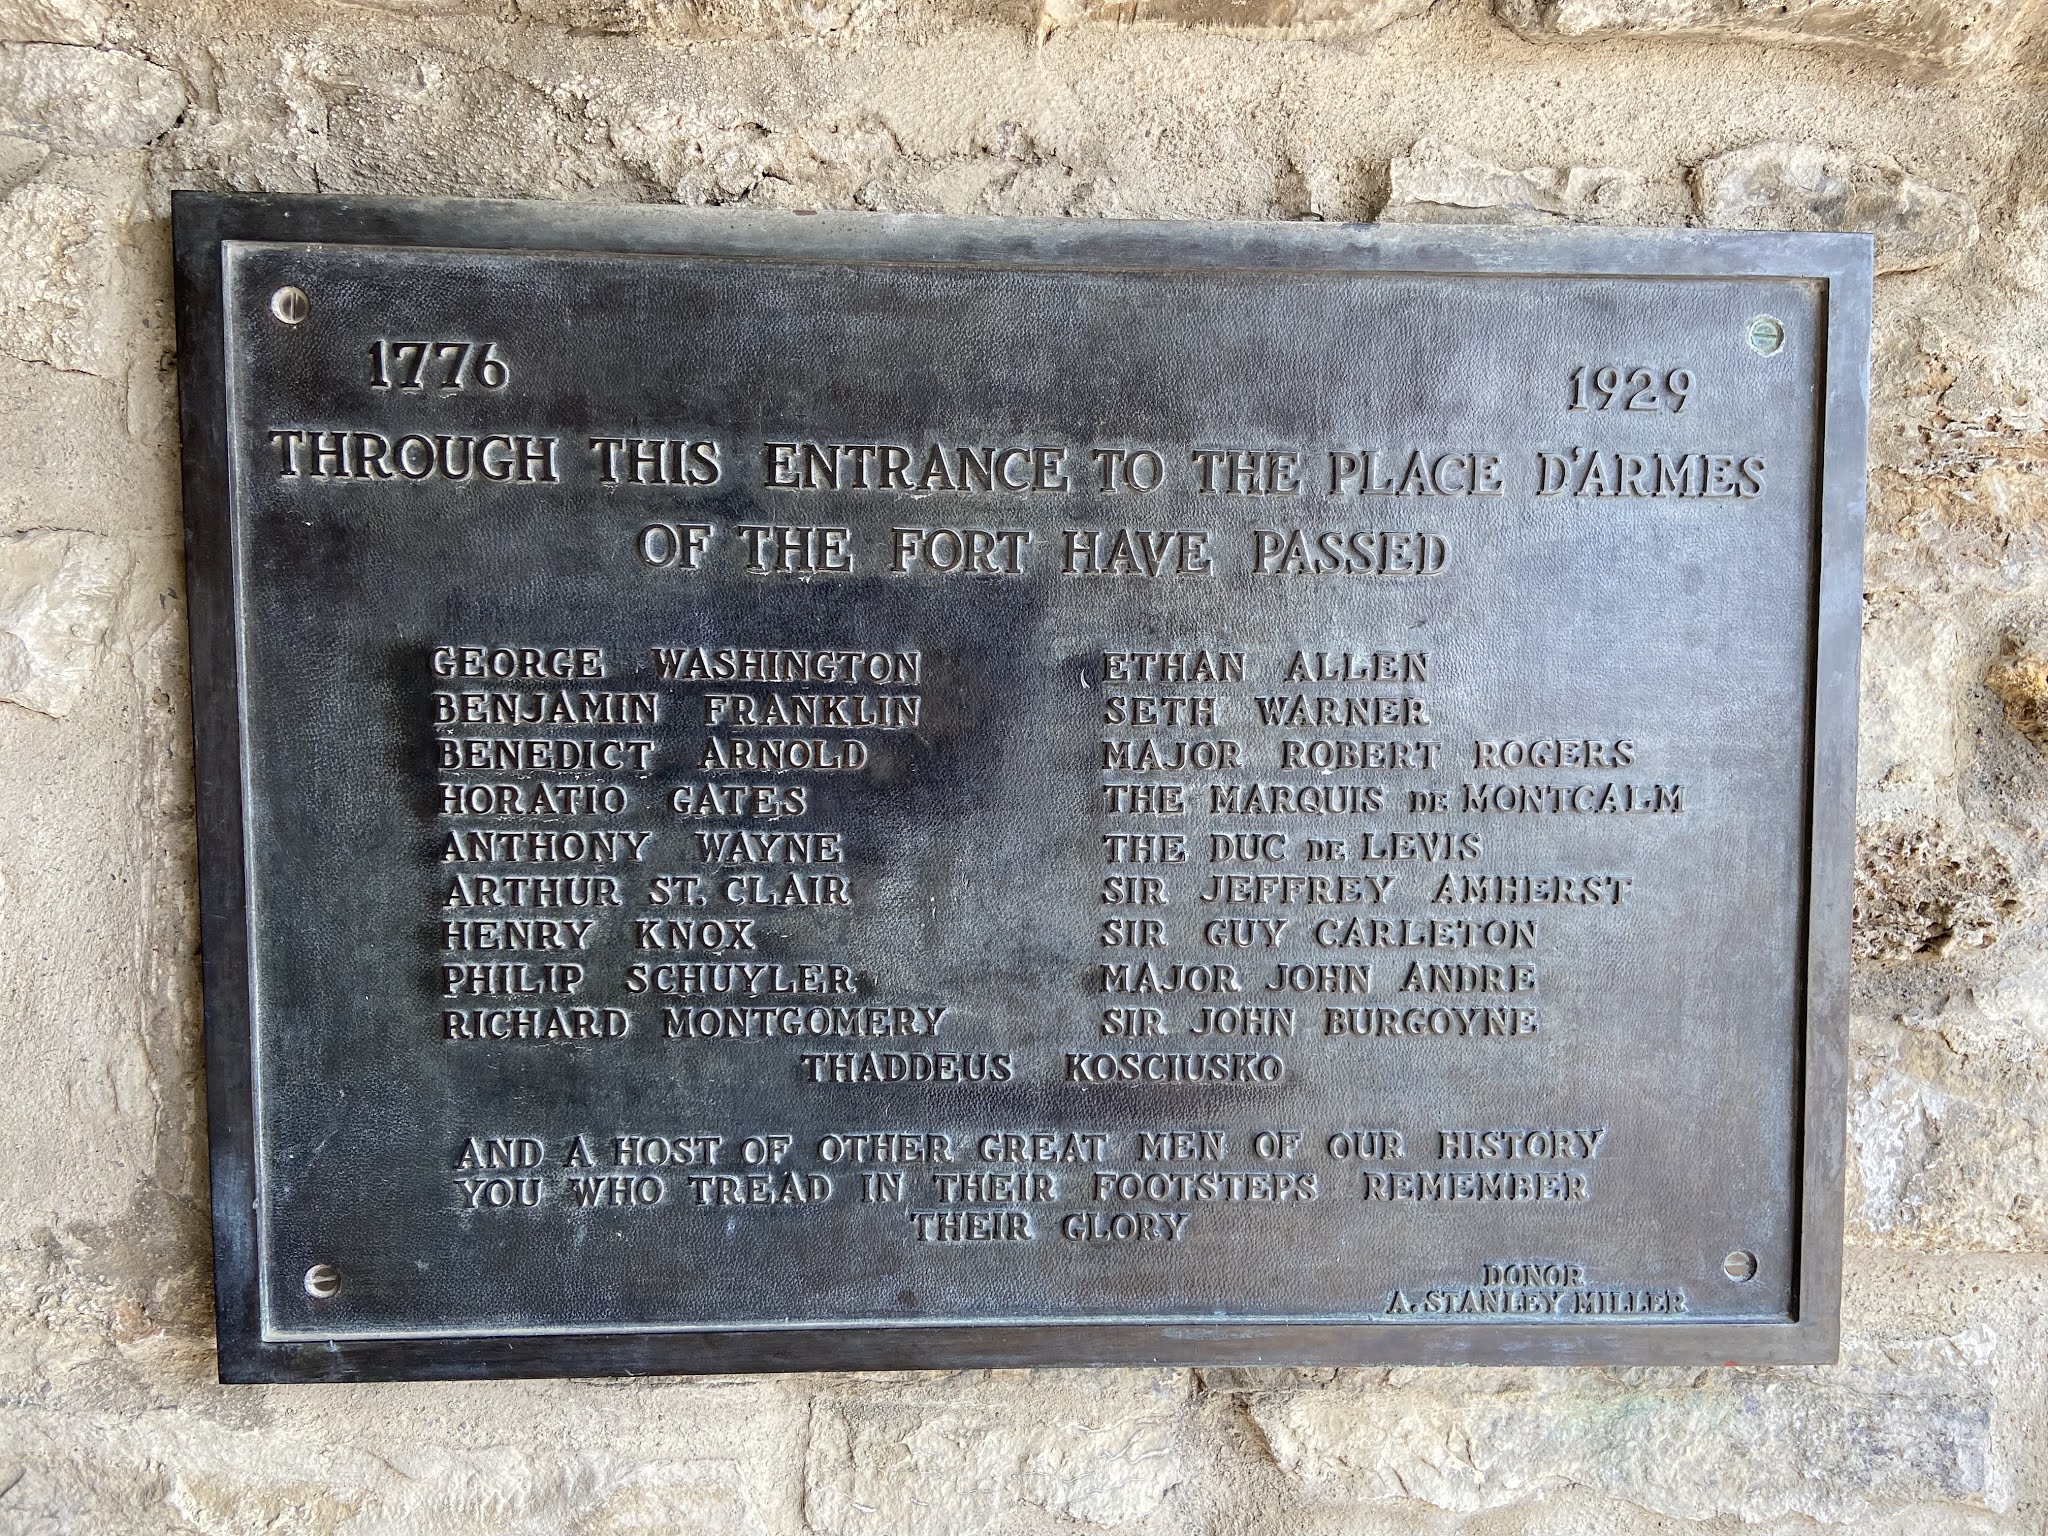 1776
1929
THROUGH THIS ENTRANCE TO THE PLACE D'ARMES
OF THE FORT HAVE PASSED
GEORGE WASHINGTON
BENJAMIN FRANKLIN
BENEDICT ARNOLD
HORATIO GATES
ANTHONY WAYNE
ARTHUR ST. CLAIR
HENRY KNOX
PHILIP SCHUYLER
RICHARD MONTGOMERY
ETHAN ALLEN
SETH WARNER
MAJOR ROBERT ROGERS
THE MARQUIS DE MONTCALM
THE DUC DE LEVIS
SIR JEFFREY AMHERST
SIR GUY CARLETON
MAJOR JOHN ANDRE
SIR JOHN BURGOYNE
THADDEUS KOSCIUSKO
AND A HOST OF OTHER GREAT MEN OF OUR HISTORY
YOU WHO TREAD IN THEIR FOOTSTEPS REMEMBER
THEIR GLORY
DONOR
A. STANLEY MILLER